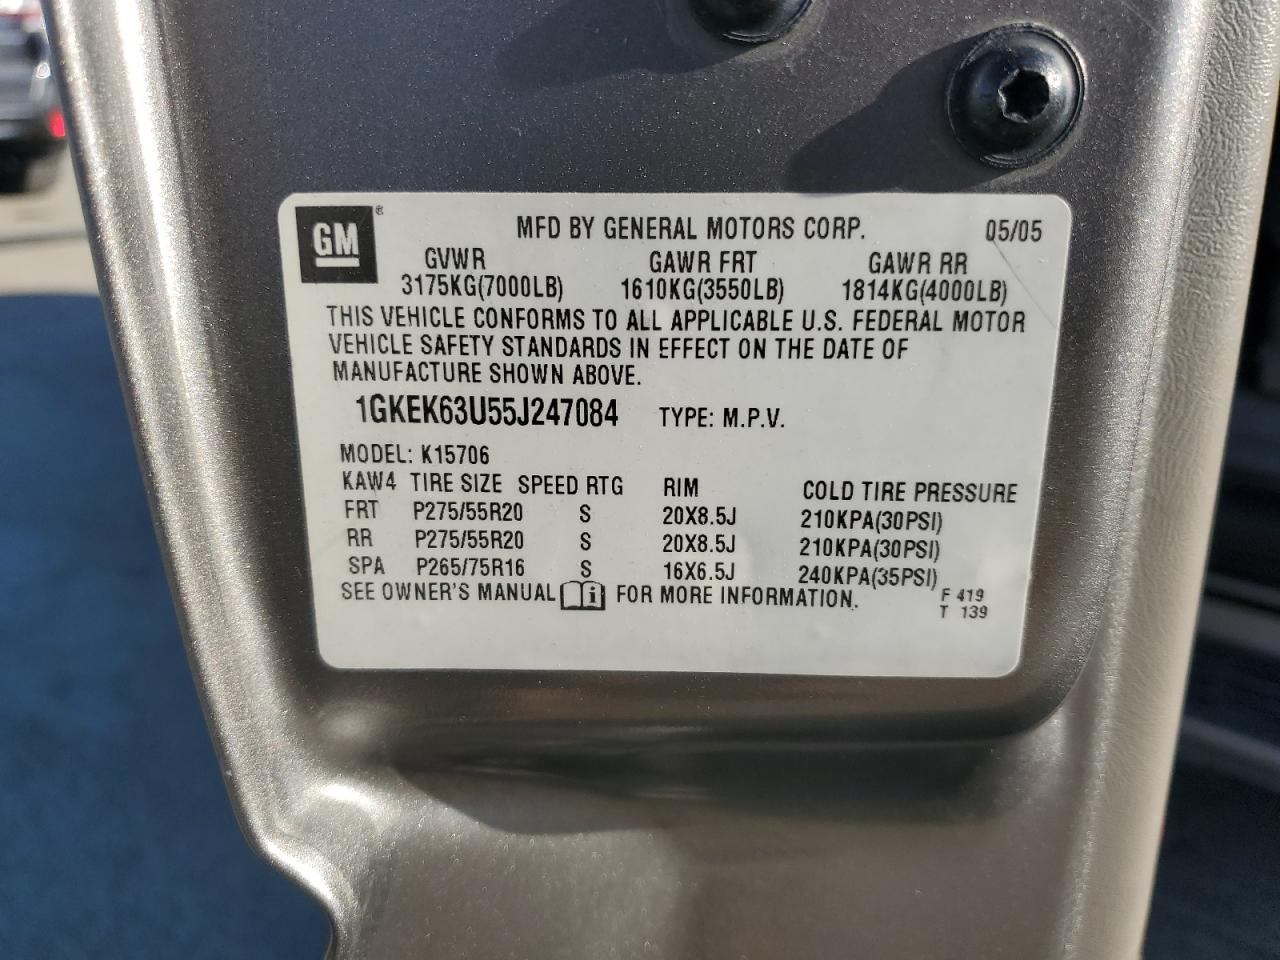 GM ®
MFD BY GENERAL MOTORS CORP. 05/05
GVWR GAWR FRT GAWR RR
3175KG(7000LB) 1610KG(3550LB) 1814KG(4000LB)
THIS VEHICLE CONFORMS TO ALL APPLICABLE U.S. FEDERAL MOTOR
VEHICLE SAFETY STANDARDS IN EFFECT ON THE DATE OF
MANUFACTURE SHOWN ABOVE.
1GKEK63U55J247084 TYPE: M.P.V.
MODEL: K15706
KAW4 TIRE SIZE SPEED RTG RIM COLD TIRE PRESSURE
FRT P275/55R20 S 20X8.5J 210KPA(30PSI)
RR P275/55R20 S 20X8.5J 210KPA(30PSI)
SPA P265/75R16 S 16X6.5J 240KPA(35PSI)
SEE OWNER'S MANUAL i FOR MORE INFORMATION. F 419
T 139